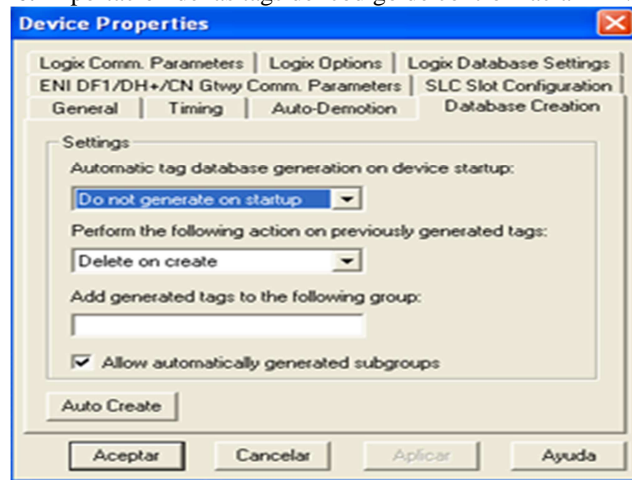 Device Properties
Logix Comm. Parameters Logix Options Logix Database Settings
ENI DF1/DH+/CN Gtwy Comm. Parameters SLC Slot Configuration
General Timing Auto-Demotion Database Creation
Settings
Automatic tag database generation on device startup:
Do not generate on startup
Perform the following action on previously generated tags:
Delete on create
Add generated tags to the following group:
Allow automatically generated subgroups
Auto Create
Aceptar Cancelar Aplicar Ayuda